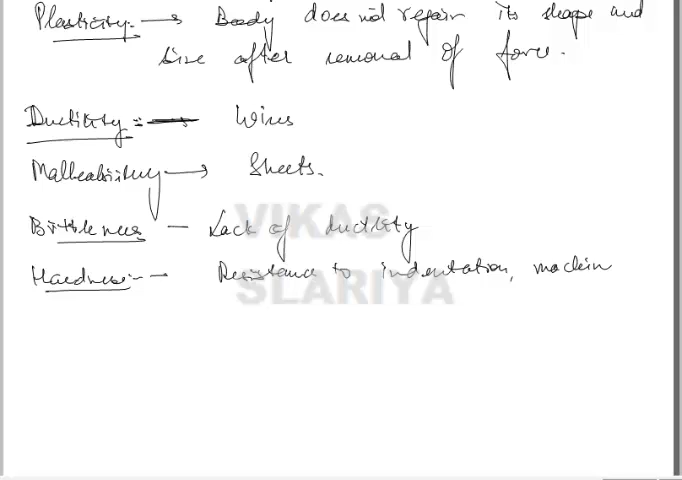 Plasticity:- → Body does not regain its shape and
size after removal of force.
Ductility :- → Wires
Malleability → Sheets.
Brittleness - Lack of ductility
Hardness:- - Resistance to indentation, machin
VIKAS
SLARIYA